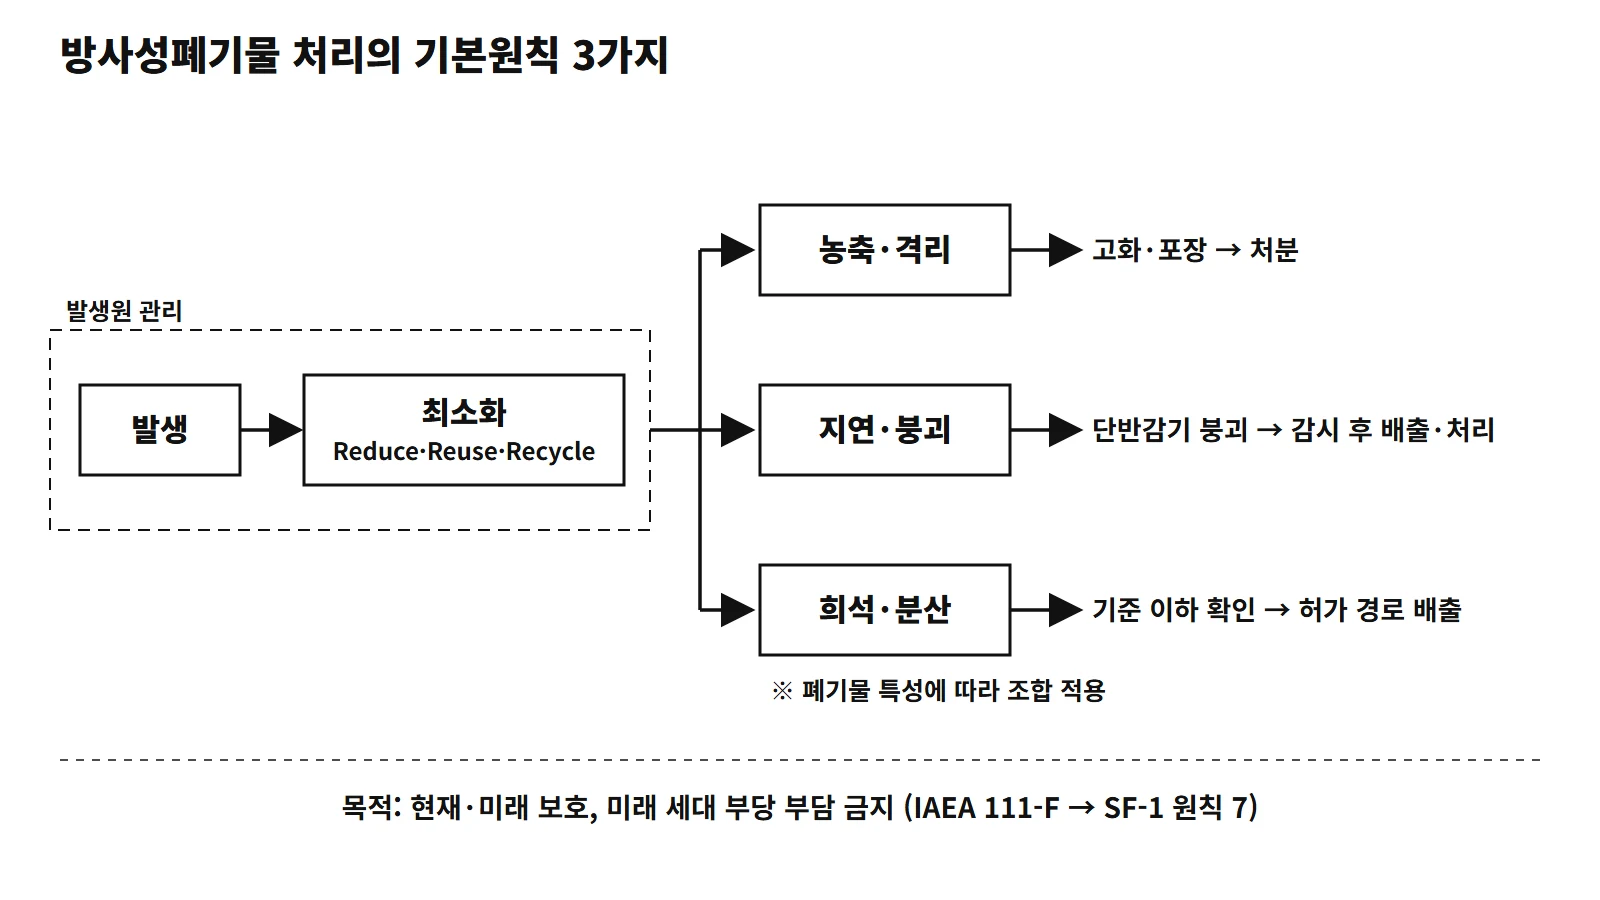 방사성폐기물 처리의 기본원칙 3가지
발생원 관리
발생
최소화
Reduce·Reuse·Recycle
농축·격리
고화·포장 → 처분
지연·붕괴
단반감기 붕괴 → 감시 후 배출·처리
희석·분산
기준 이하 확인 → 허가 경로 배출
※ 폐기물 특성에 따라 조합 적용
목적: 현재·미래 보호, 미래 세대 부당 부담 금지 (IAEA 111-F → SF-1 원칙 7)